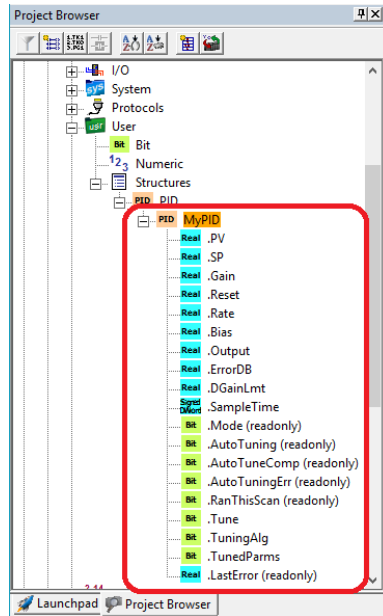 Project Browser
I/O
sys System
Protocols
usr User
Bit Bit
123 Numeric
Structures
PID PID
PID MyPID
Real .PV
Real .SP
Real .Gain
Real .Reset
Real .Rate
Real .Bias
Real .Output
Real .ErrorDB
Real .DGainLmt
Signed DWord .SampleTime
Bit .Mode (readonly)
Bit .AutoTuning (readonly)
Bit .AutoTuneComp (readonly)
Bit .AutoTuningErr (readonly)
Bit .RanThisScan (readonly)
Bit .Tune
Bit .TuningAlg
Bit .TunedParms
Real .LastError (readonly)
Launchpad Project Browser